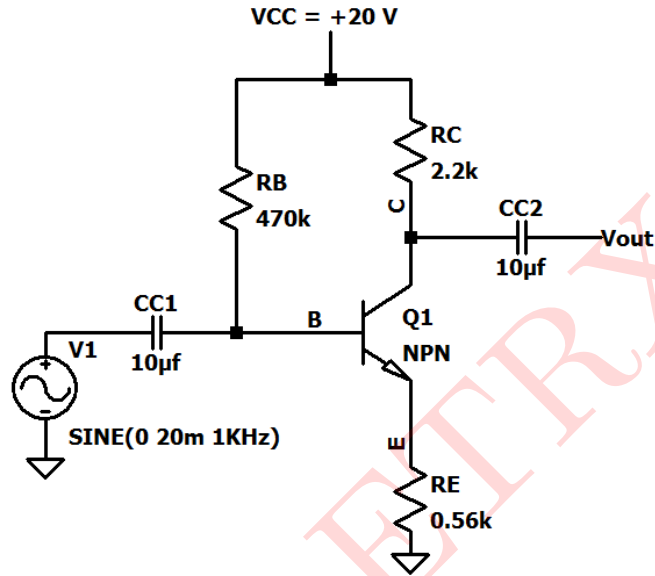 VCC = +20 V
RC
2.2k
RB
470k
C
CC2
Vout
10µf
CC1
B
Q1
V1
10µf
NPN
SINE(0 20m 1KHz)
E
RE
0.56k
ETRX